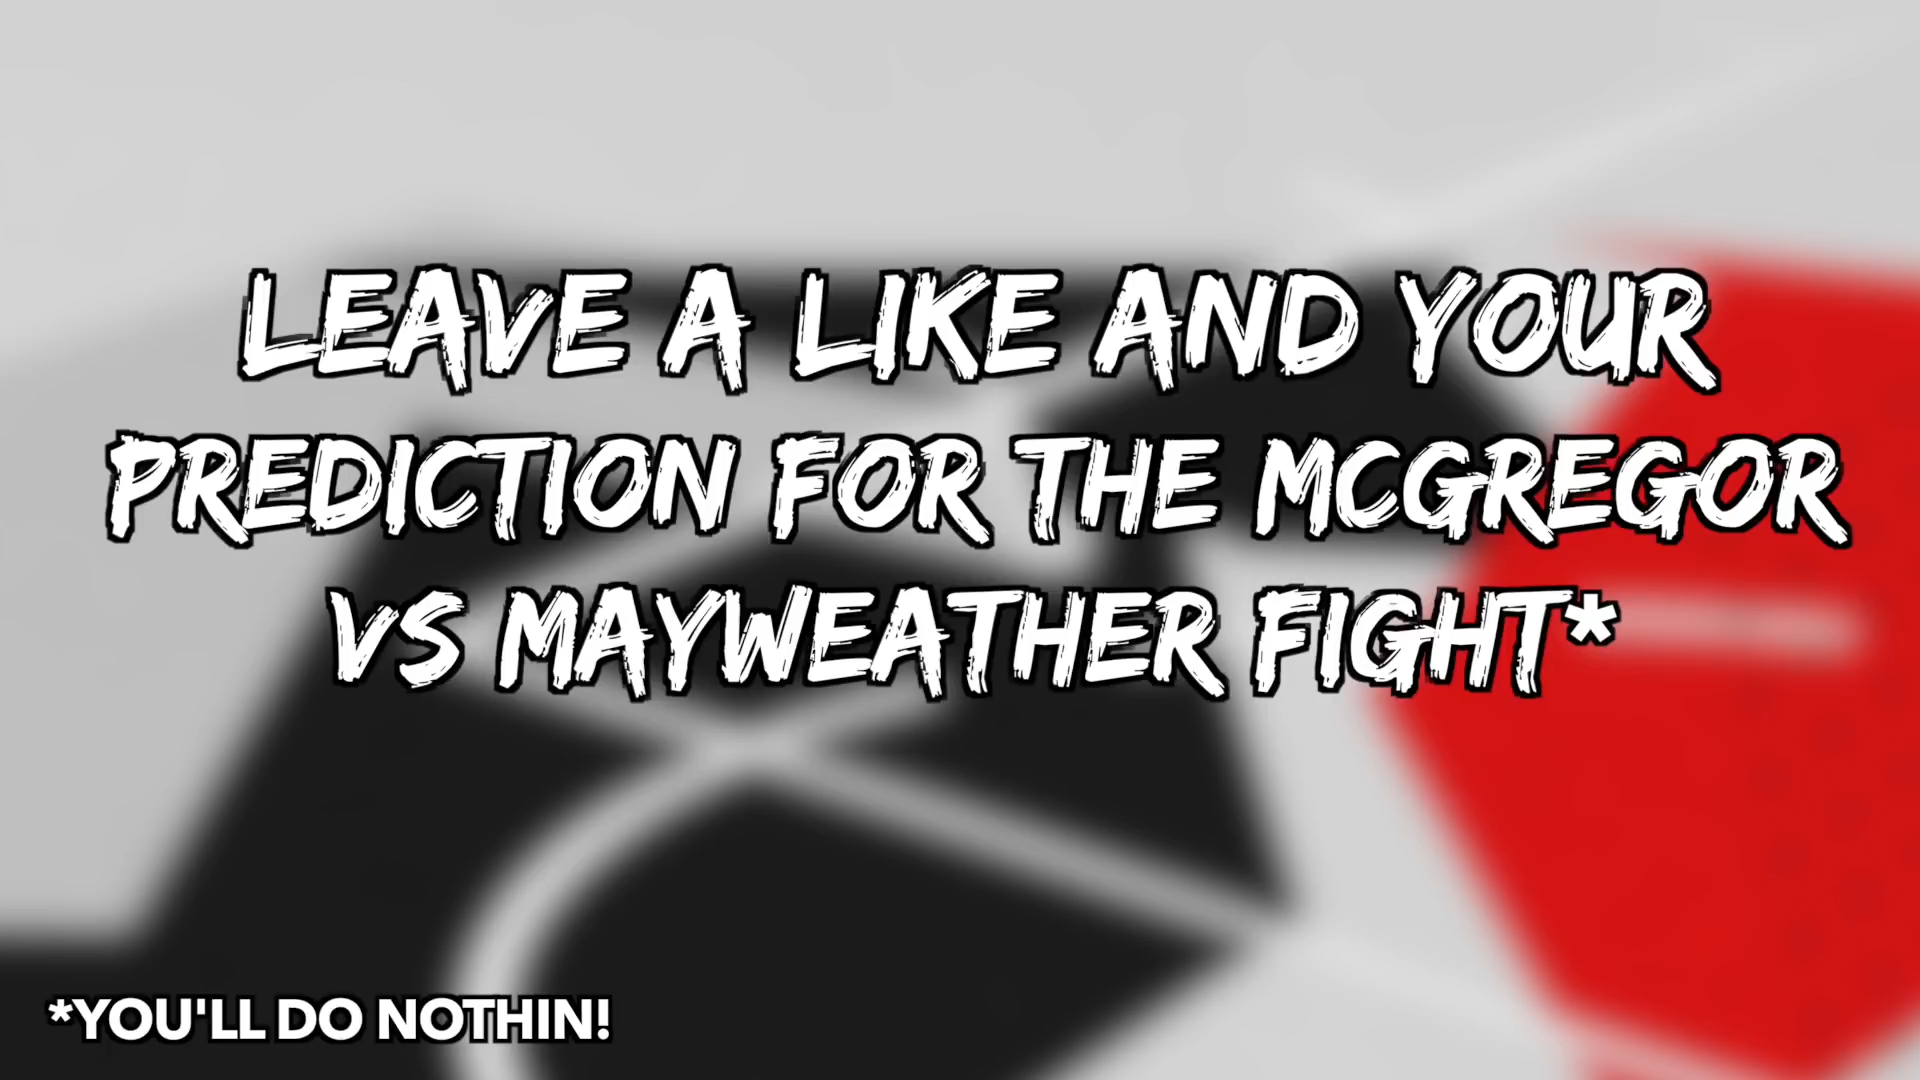 LEAVE A LIKE AND YOUR
PREDICTION FOR THE MCGREGOR
VS MAYWEATHER FIGHT*
*YOU'LL DO NOTHIN!